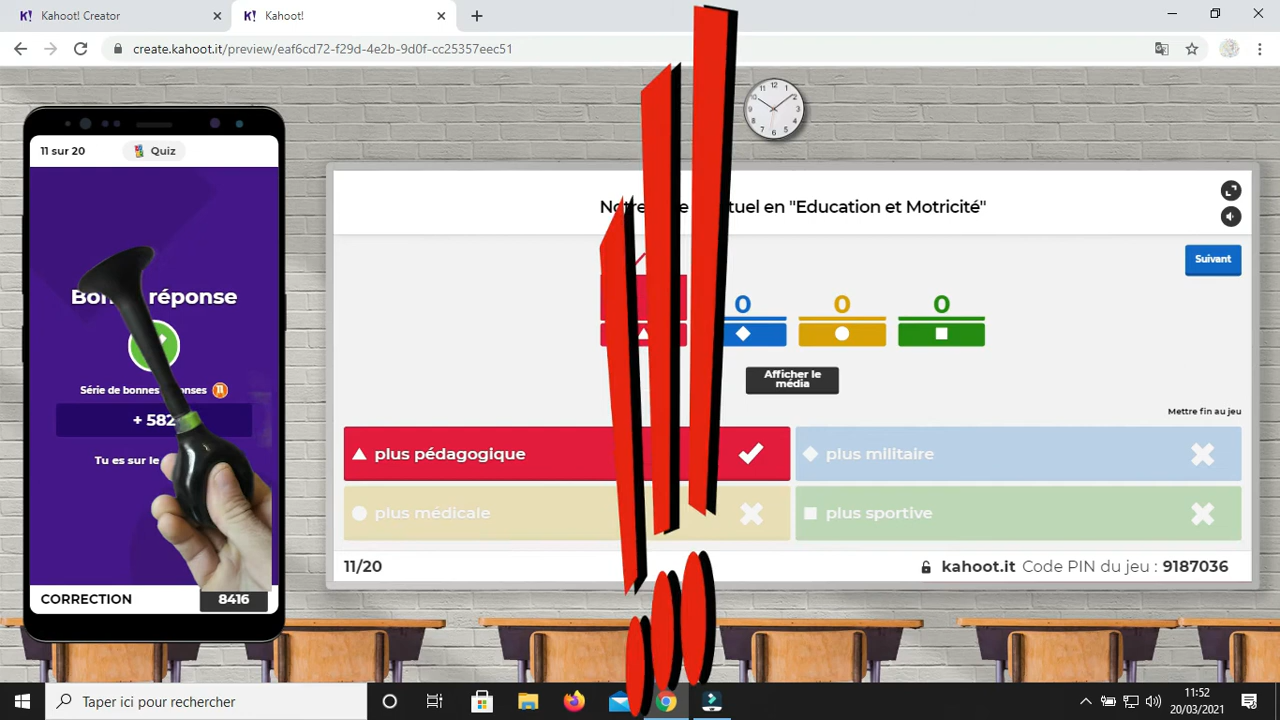 Kahoot! Creator
Kahoot!
create.kahoot.it/preview/eaf6cd72-f29d-4e2b-9d0f-cc25357eec51
11 sur 20
Quiz
réponse
Série de bonnes
11
+ 582
Tu es sur le
CORRECTION
8416
en "Education et Motricité"
Suivant
0
0
0
Afficher le
média
Mettre fin au jeu
plus pédagogique
plus militaire
plus médicale
plus sportive
11/20
kahoot.it Code PIN du jeu : 9187036
Taper ici pour rechercher
11:52
20/03/2021